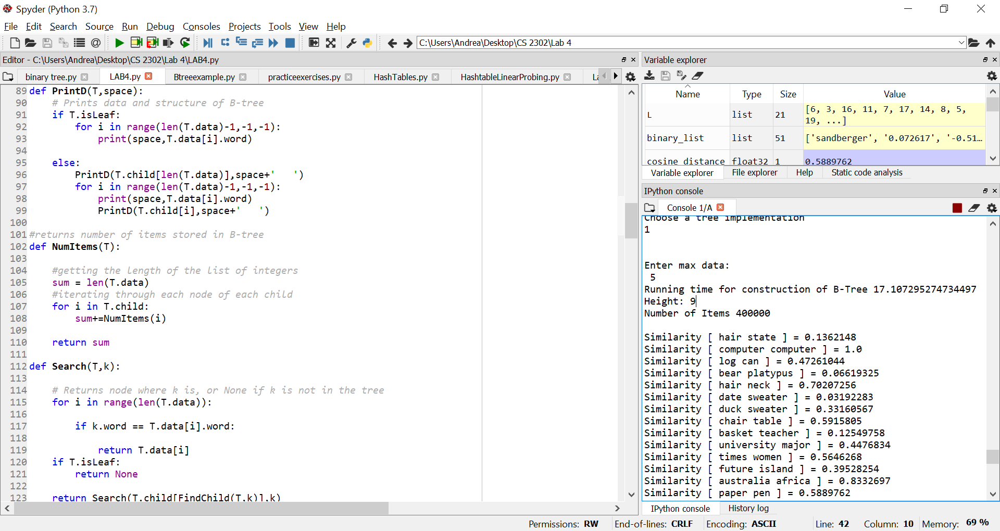 Spyder (Python 3.7)
File Edit Search Source Run Debug Consoles Projects Tools View Help
C:\Users\Andrea\Desktop\CS 2302\Lab 4
Editor - C:\Users\Andrea\Desktop\CS 2302\Lab 4\LAB4.py
binary tree.py LAB4.py Btreeexample.py practiceexercises.py HashTables.py HashtableLinearProbing.py
89 def PrintD(T,space):
90     # Prints data and structure of B-tree
91     if T.isLeaf:
92         for i in range(len(T.data)-1,-1,-1):
93             print(space,T.data[i].word)
94
95     else:
96         PrintD(T.child[len(T.data)],space+'   ')
97         for i in range(len(T.data)-1,-1,-1):
98             print(space,T.data[i].word)
99             PrintD(T.child[i],space+'   ')
100
101 #returns number of items stored in B-tree
102 def NumItems(T):
103
104     #getting the length of the list of integers
105     sum = len(T.data)
106     #iterating through each node of each child
107     for i in T.child:
108         sum+=NumItems(i)
109
110     return sum
111
112 def Search(T,k):
113
114     # Returns node where k is, or None if k is not in the tree
115     for i in range(len(T.data)):
116
117         if k.word == T.data[i].word:
118
119             return T.data[i]
120     if T.isLeaf:
121         return None
122
123     return Search(T.child[FindChild(T,k)],k)
Variable explorer
Name Type Size Value
L list 21 [6, 3, 16, 11, 7, 17, 14, 8, 5,
19, ...]
binary_list list 51 ['sandberger', '0.072617', '-0.51...
cosine distance float32 1 0.5889762
Variable explorer File explorer Help Static code analysis
IPython console
Console 1/A
Choose a tree implementation
1
Enter max data:
5
Running time for construction of B-Tree 17.107295274734497
Height: 9
Number of Items 400000
Similarity [ hair state ] = 0.1362148
Similarity [ computer computer ] = 1.0
Similarity [ log can ] = 0.47261044
Similarity [ bear platypus ] = 0.06619325
Similarity [ hair neck ] = 0.70207256
Similarity [ date sweater ] = 0.03192283
Similarity [ duck sweater ] = 0.33160567
Similarity [ chair table ] = 0.5915805
Similarity [ basket teacher ] = 0.12549758
Similarity [ university major ] = 0.4476834
Similarity [ times women ] = 0.5646268
Similarity [ future island ] = 0.39528254
Similarity [ australia africa ] = 0.8332697
Similarity [ paper pen ] = 0.5889762
IPython console History log
Permissions: RW End-of-lines: CRLF Encoding: ASCII Line: 42 Column: 10 Memory: 69 %